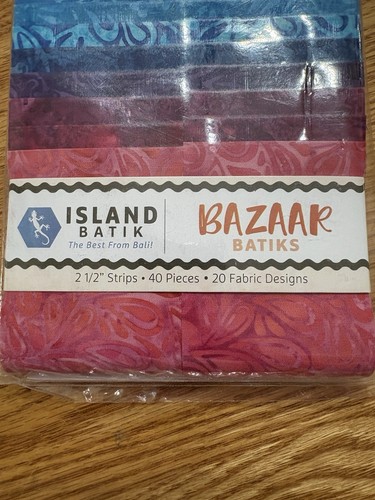 ISLAND
BATIK
The Best From Bali!
BAZAAR
BATIKS
2 1/2" Strips • 40 Pieces • 20 Fabric Designs